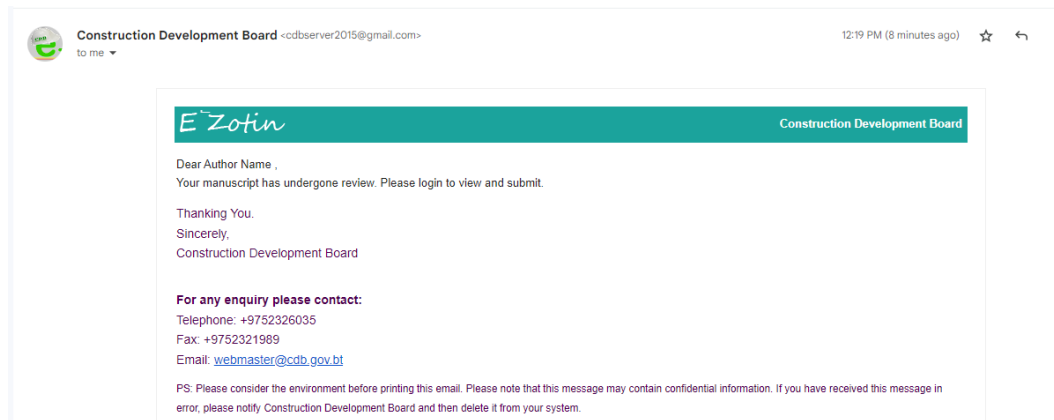 Construction Development Board <cdbserver2015@gmail.com>
12:19 PM (8 minutes ago)
to me
E-Zotin
Construction Development Board
Dear Author Name ,
Your manuscript has undergone review. Please login to view and submit.
Thanking You.
Sincerely,
Construction Development Board
For any enquiry please contact:
Telephone: +9752326035
Fax: +9752321989
Email: webmaster@cdb.gov.bt
PS: Please consider the environment before printing this email. Please note that this message may contain confidential information. If you have received this message in
error, please notify Construction Development Board and then delete it from your system.